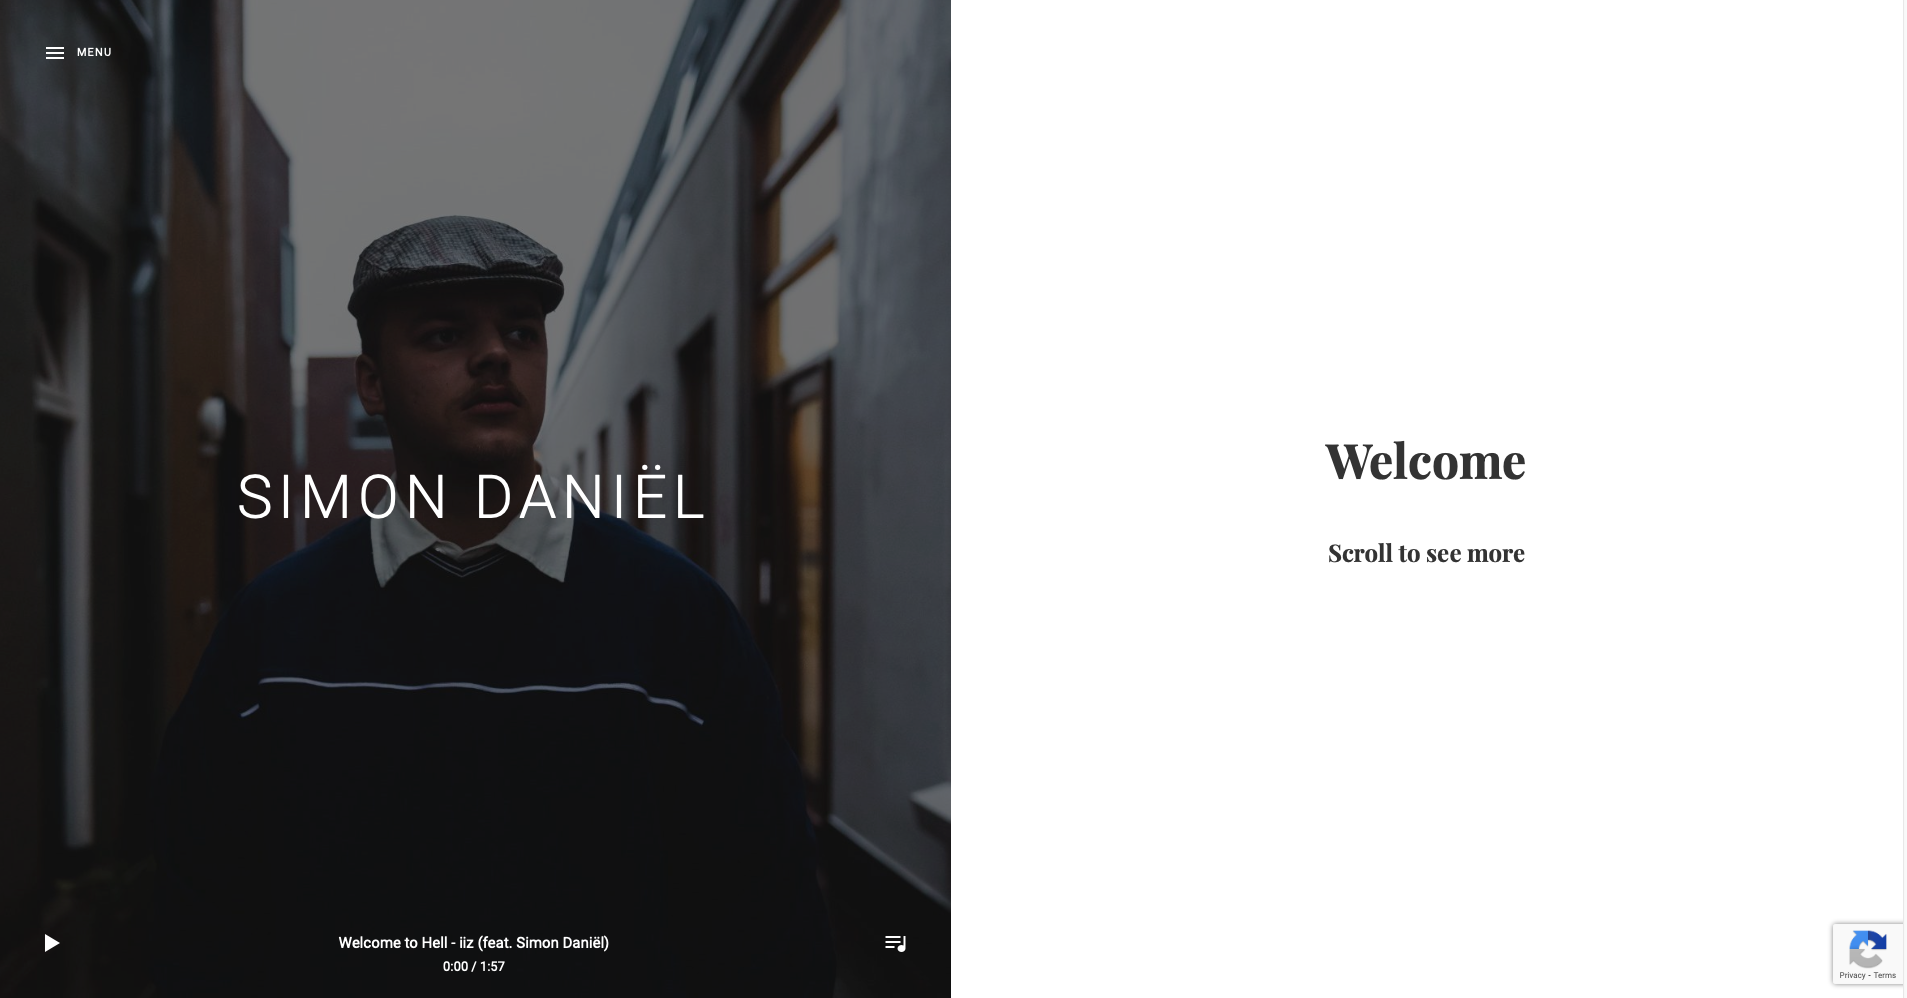 MENU
SIMON DANIËL
Welcome to Hell - iiz (feat. Simon Daniël)
0:00 / 1:57
Welcome
Scroll to see more
Privacy - Terms